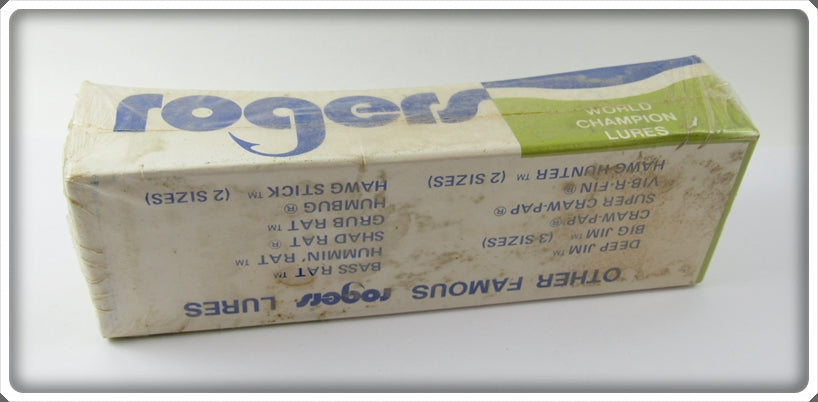 rogers
WORLD
CHAMPION
LURES
OTHER FAMOUS rogers LURES
DEEP JIM™
BIG JIM™ (3 SIZES)
CRAW-PAP®
SUPER CRAW-PAP®
VIB-R-FIN®
HAWG HUNTER™ (2 SIZES)
BASS RAT™
HUMMIN' RAT™
SHAD RAT®
GRUB RAT™
HUMBUG®
HAWG STICK™ (2 SIZES)